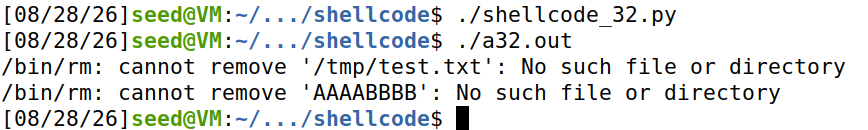 [08/28/26]seed@VM:~/.../shellcode$ ./shellcode_32.py
[08/28/26]seed@VM:~/.../shellcode$ ./a32.out
/bin/rm: cannot remove '/tmp/test.txt': No such file or directory
/bin/rm: cannot remove 'AAAABBBB': No such file or directory
[08/28/26]seed@VM:~/.../shellcode$